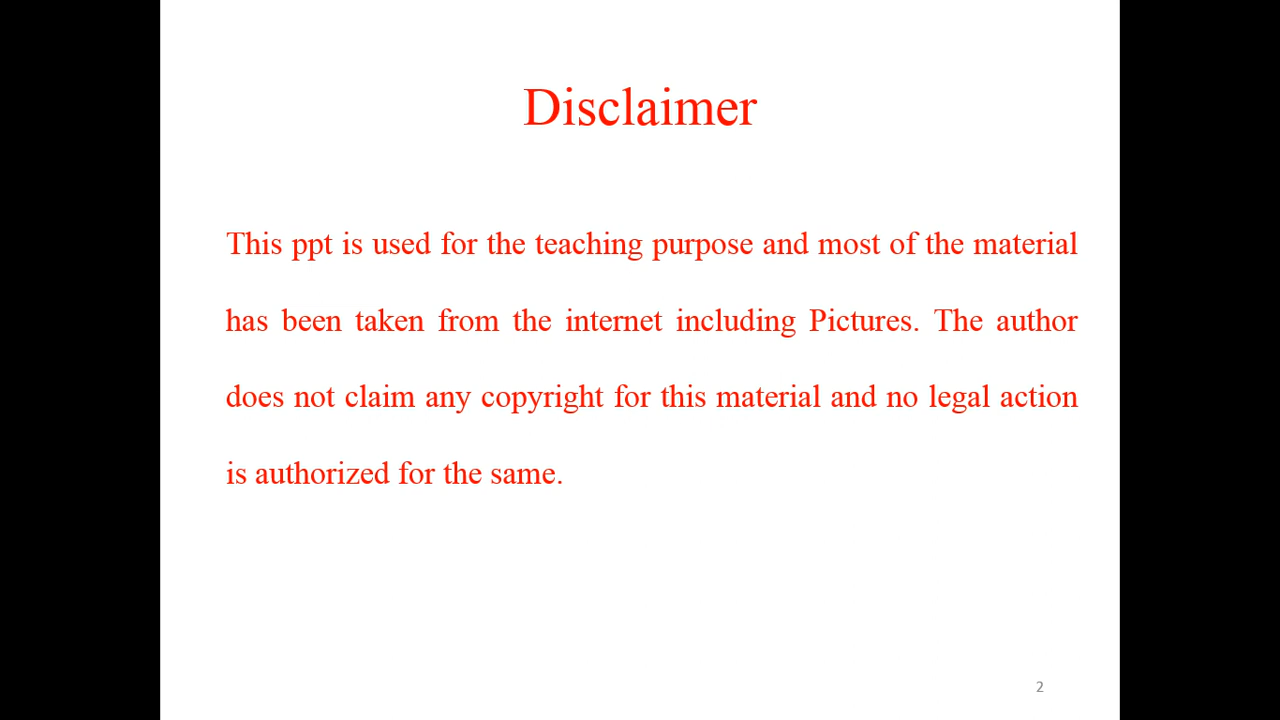 Disclaimer
This ppt is used for the teaching purpose and most of the material
has been taken from the internet including Pictures. The author
does not claim any copyright for this material and no legal action
is authorized for the same.
2